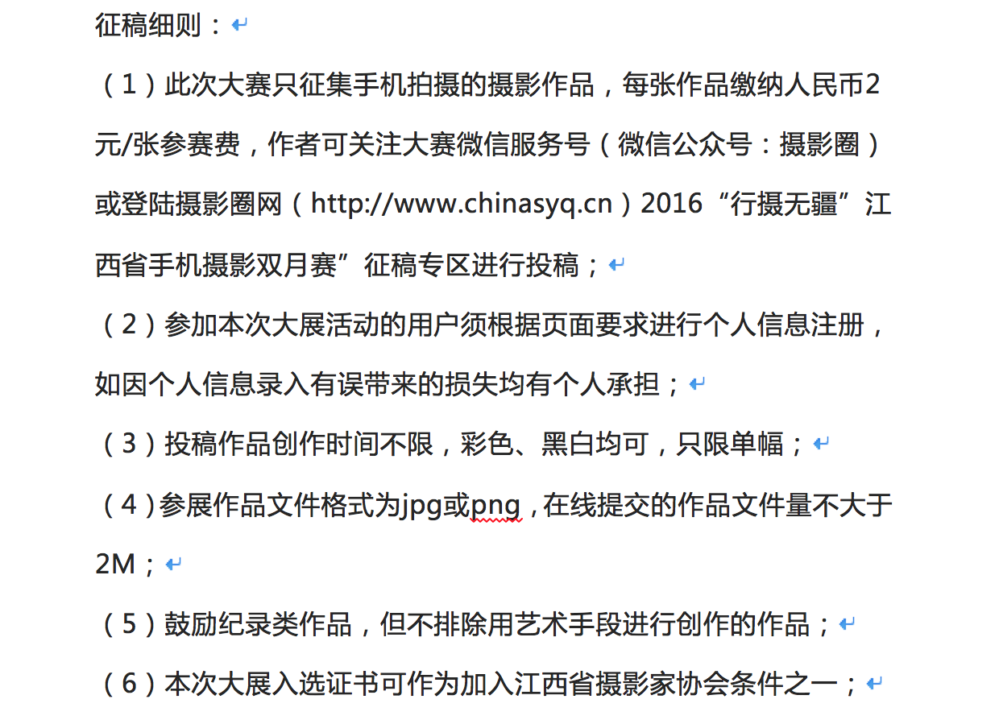 征稿细则：
（1）此次大赛只征集手机拍摄的摄影作品，每张作品缴纳人民币2
元/张参赛费，作者可关注大赛微信服务号（微信公众号：摄影圈）
或登陆摄影圈网（http://www.chinasyq.cn）2016“行摄无疆”江
西省手机摄影双月赛”征稿专区进行投稿；
（2）参加本次大展活动的用户须根据页面要求进行个人信息注册，
如因个人信息录入有误带来的损失均有个人承担；
（3）投稿作品创作时间不限，彩色、黑白均可，只限单幅；
（4）参展作品文件格式为jpg或png，在线提交的作品文件量不大于
2M；
（5）鼓励纪录类作品，但不排除用艺术手段进行创作的作品；
（6）本次大展入选证书可作为加入江西省摄影家协会条件之一；